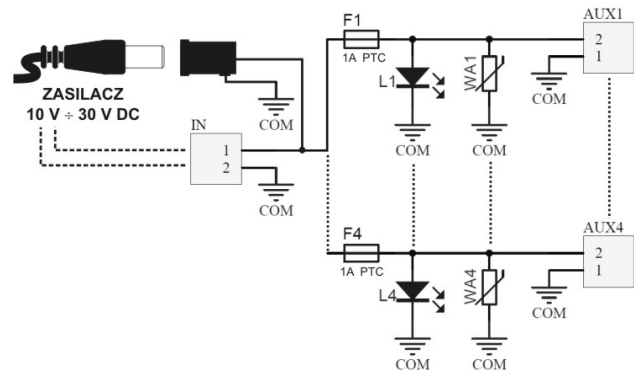 F1
AUX1
1A PTC
2
1
L1
WA1
COM
ZASILACZ
10 V ÷ 30 V DC
COM
IN
COM
COM
COM
1
2
COM
AUX4
F4
1A PTC
2
1
L4
WA4
COM
COM
COM